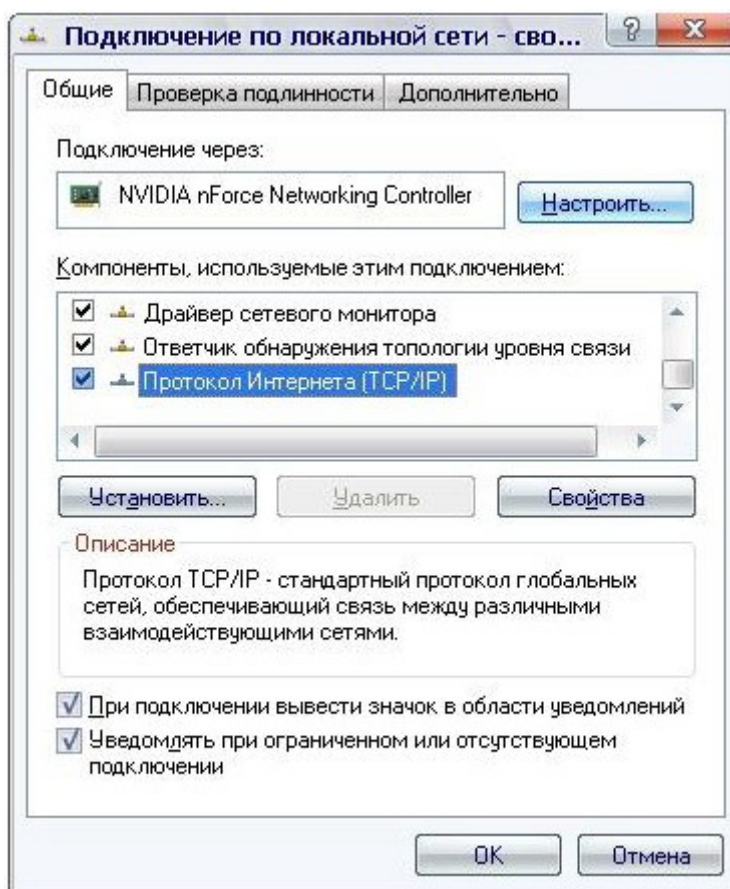 Подключение по локальной сети - сво...
Общие
Проверка подлинности
Дополнительно
Подключение через:
NVIDIA nForce Networking Controller
Настроить...
Компоненты, используемые этим подключением:
Драйвер сетевого монитора
Ответчик обнаружения топологии уровня связи
Протокол Интернета (TCP/IP)
Установить...
Удалить
Свойства
Описание
Протокол TCP/IP - стандартный протокол глобальных
сетей, обеспечивающий связь между различными
взаимодействующими сетями.
При подключении вывести значок в области уведомлений
Уведомлять при ограниченном или отсутствующем
подключении
OK
Отмена